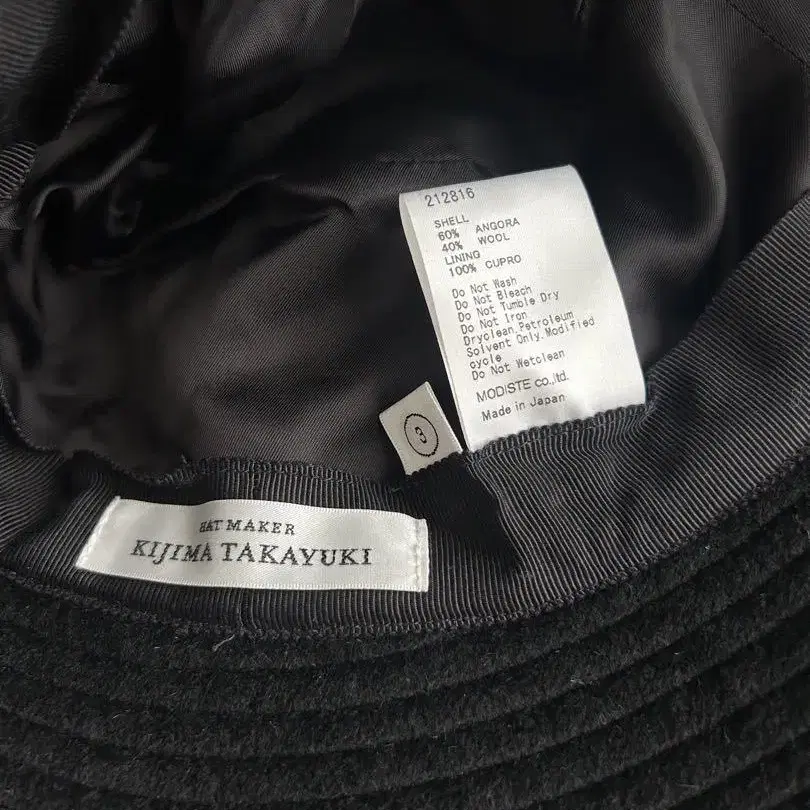 212816
SHELL
60% ANGORA
40% WOOL
LINING
100% CUPRO
Do Not Wash
Do Not Bleach
Do Not Tumble Dry
Do Not Iron
Dryclean.Petroleum
Solvent Only.Modified
cycle
Do Not Wetclean
MODISTE co.,ltd.
Made in Japan
3
HAT MAKER
KIJIMA TAKAYUKI